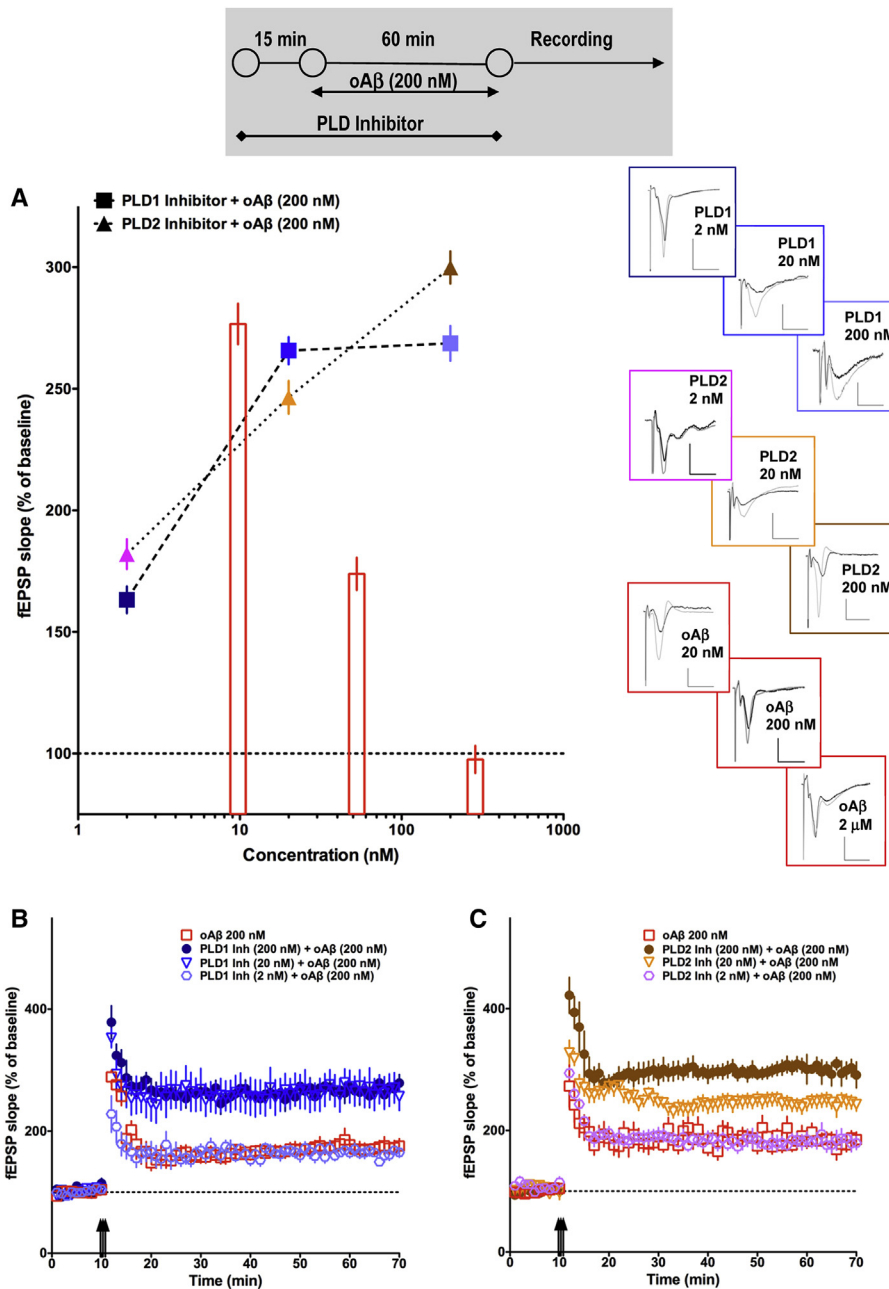 15 min
60 min
Recording
oAβ (200 nM)
PLD Inhibitor
A
PLD1 Inhibitor + oAβ (200 nM)
PLD2 Inhibitor + oAβ (200 nM)
fEPSP slope (% of baseline)
300
250
200
150
100
1
10
100
1000
Concentration (nM)
PLD1
2 nM
PLD1
20 nM
PLD1
200 nM
PLD2
2 nM
PLD2
20 nM
PLD2
200 nM
oAβ
20 nM
oAβ
200 nM
oAβ
2 μM
B
oAβ 200 nM
PLD1 Inh (200 nM) + oAβ (200 nM)
PLD1 Inh (20 nM) + oAβ (200 nM)
PLD1 Inh (2 nM) + oAβ (200 nM)
fEPSP slope (% of baseline)
400
200
0
0
10
20
30
40
50
60
70
Time (min)
C
oAβ 200 nM
PLD2 Inh (200 nM) + oAβ (200 nM)
PLD2 Inh (20 nM) + oAβ (200 nM
PLD2 Inh (2 nM) + oAβ (200 nM)
fEPSP slope (% of baseline)
400
200
0
0
10
20
30
40
50
60
70
Time (min)